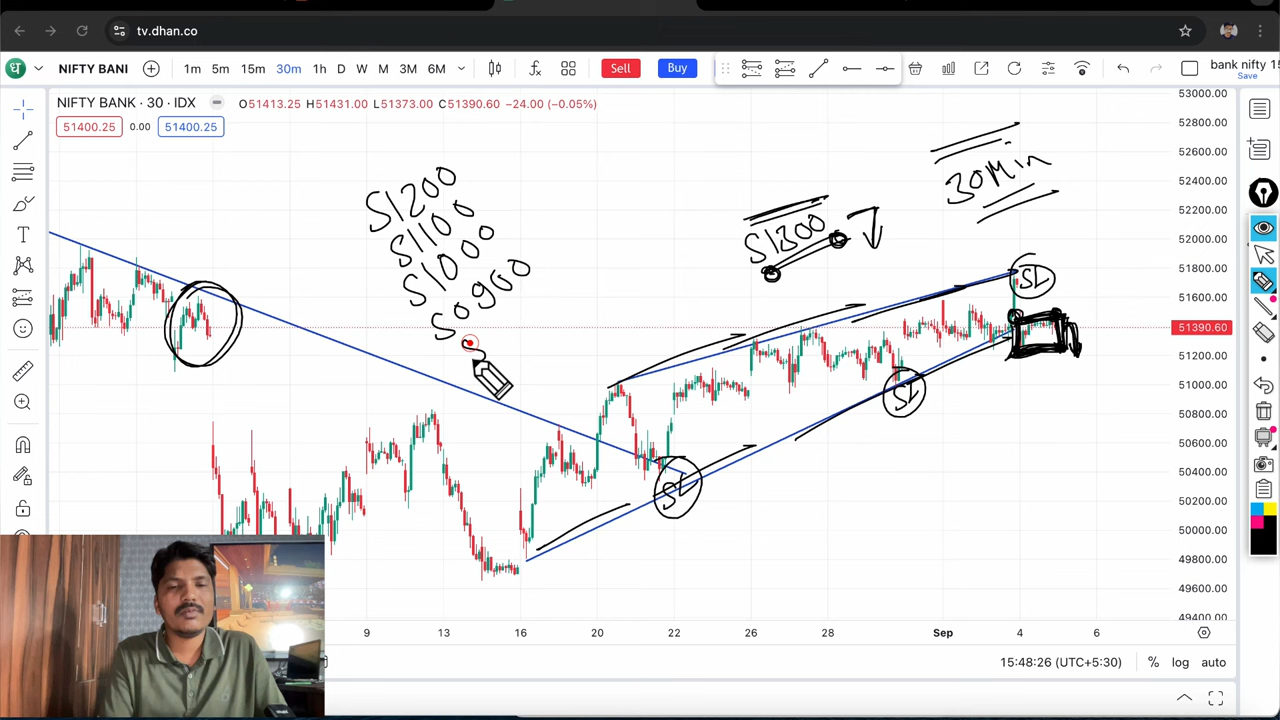 tv.dhan.co
NIFTY BANI
1m 5m 15m 30m 1h D W M 3M 6M
Sell
Buy
bank nifty 15
Save
NIFTY BANK · 30 · IDX
O51413.25 H51431.00 L51373.00 C51390.60 −24.00 (−0.05%)
51400.25 0.00 51400.25
51200
51100
51000
50900
51300
30Min
SL
SL
SL
53000.00
52800.00
52600.00
52400.00
52200.00
52000.00
51800.00
51600.00
51390.60
51200.00
51000.00
50800.00
50600.00
50400.00
50200.00
50000.00
49800.00
49600.00
49400.00
9 13 16 20 22 26 28 Sep 4 6
15:48:26 (UTC+5:30) % log auto